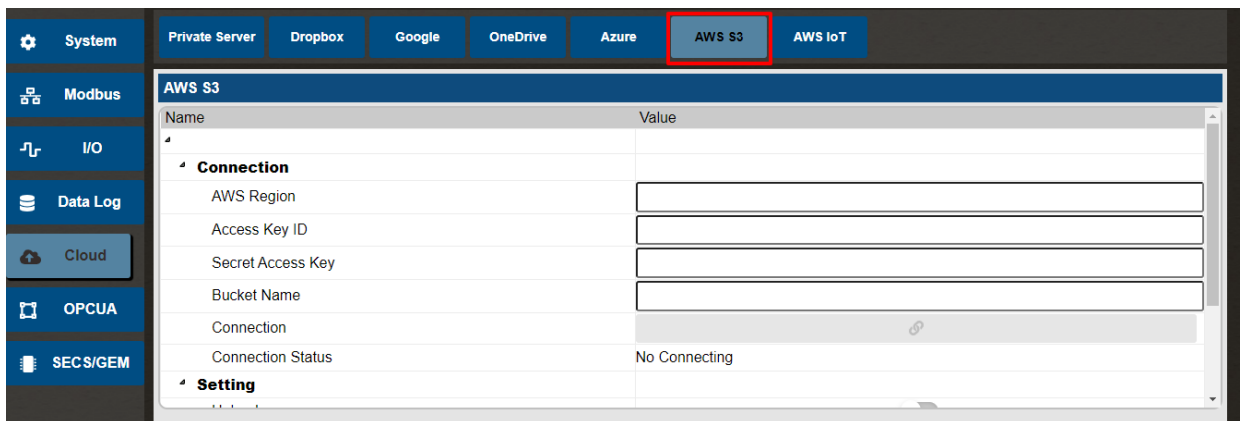 System
Modbus
I/O
Data Log
Cloud
OPCUA
SECS/GEM
Private Server Dropbox Google OneDrive Azure AWS S3 AWS IoT
AWS S3
Name Value
Connection
AWS Region
Access Key ID
Secret Access Key
Bucket Name
Connection
Connection Status No Connecting
Setting